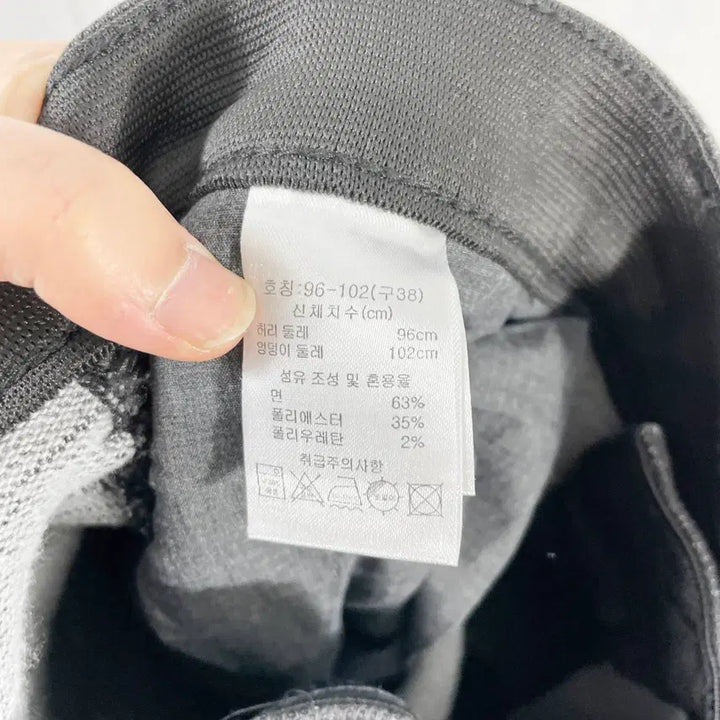 호칭:96-102(구38)
신체치수(cm)
허리 둘레 96cm
엉덩이 둘레 102cm
섬유 조성 및 혼용율
면 63%
폴리에스터 35%
폴리우레탄 2%
취급주의사항